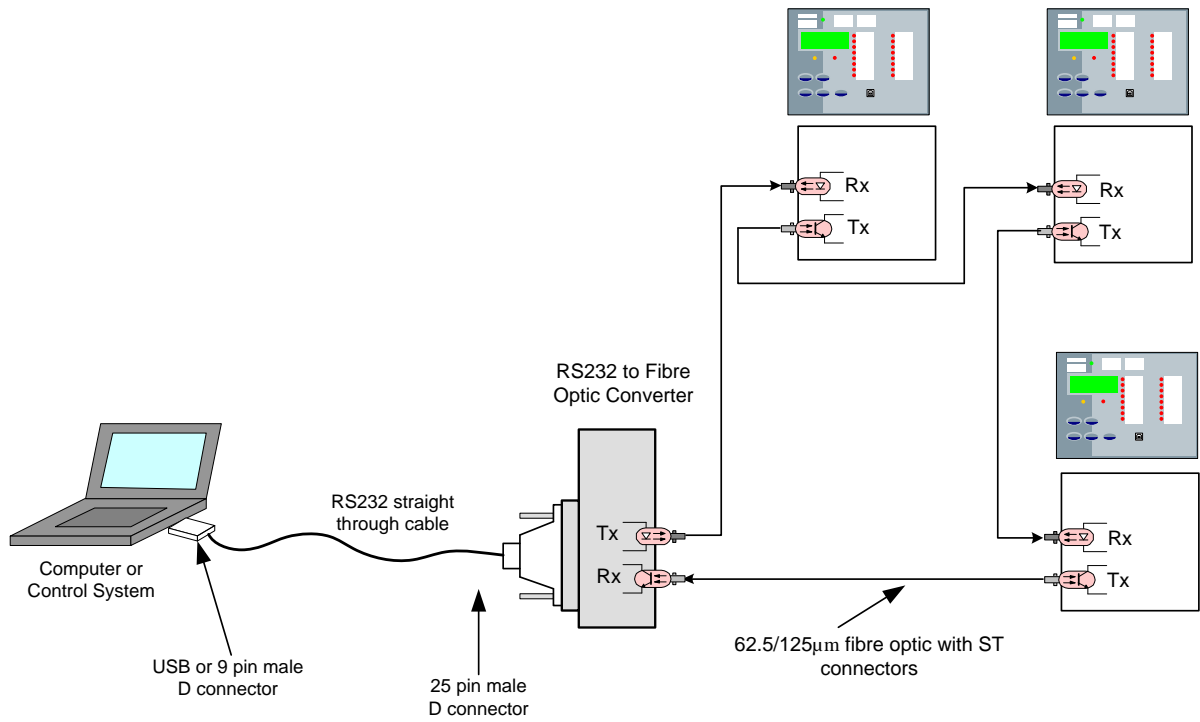 Rx
Tx
Rx
Tx
RS232 to Fibre
Optic Converter
RS232 straight
through cable
Tx
Rx
Rx
Tx
Computer or
Control System
62.5/125µm fibre optic with ST
connectors
USB or 9 pin male
D connector
25 pin male
D connector